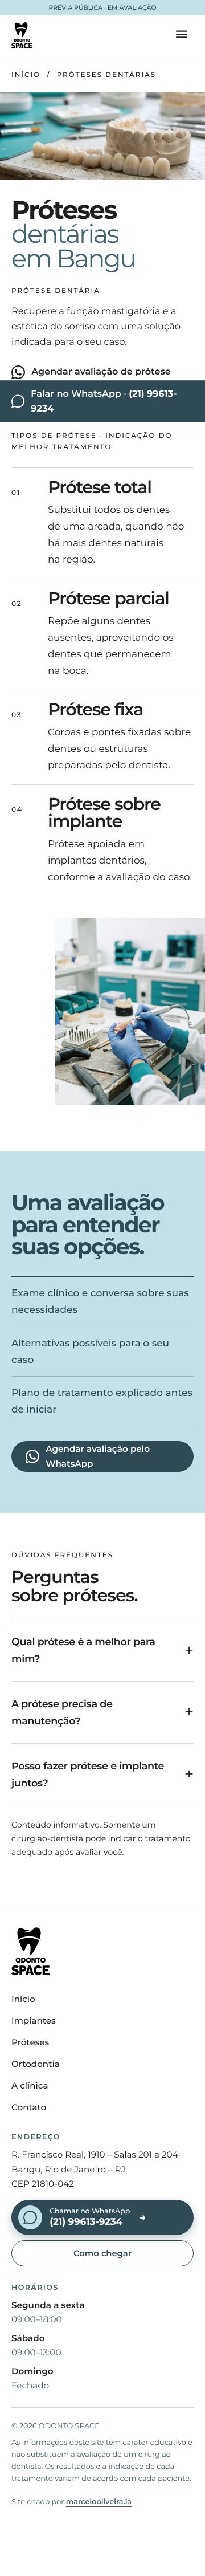 PRÉVIA PÚBLICA · EM AVALIAÇÃO
ODONTO
SPACE
INÍCIO / PRÓTESES DENTÁRIAS
Próteses
dentárias
em Bangu
PRÓTESE DENTÁRIA
Recupere a função mastigatória e a
estética do sorriso com uma solução
indicada para o seu caso.
Agendar avaliação de prótese
Falar no WhatsApp · (21) 99613-
9234
TIPOS DE PRÓTESE · INDICAÇÃO DO
MELHOR TRATAMENTO
01
Prótese total
Substitui todos os dentes
de uma arcada, quando não
há mais dentes naturais
na região.
02
Prótese parcial
Repõe alguns dentes
ausentes, aproveitando os
dentes que permanecem
na boca.
03
Prótese fixa
Coroas e pontes fixadas sobre
dentes ou estruturas
preparadas pelo dentista.
04
Prótese sobre
implante
Prótese apoiada em
implantes dentários,
conforme a avaliação do caso.
Uma avaliação
para entender
suas opções.
Exame clínico e conversa sobre suas
necessidades
Alternativas possíveis para o seu
caso
Plano de tratamento explicado antes
de iniciar
Agendar avaliação pelo
WhatsApp
DÚVIDAS FREQUENTES
Perguntas
sobre próteses.
Qual prótese é a melhor para
mim?
+
A prótese precisa de
manutenção?
+
Posso fazer prótese e implante
juntos?
+
Conteúdo informativo. Somente um
cirurgião-dentista pode indicar o tratamento
adequado após avaliar você.
ODONTO
SPACE
Início
Implantes
Próteses
Ortodontia
A clínica
Contato
ENDEREÇO
R. Francisco Real, 1910 – Salas 201 a 204
Bangu, Rio de Janeiro – RJ
CEP 21810-042
Chamar no WhatsApp
(21) 99613-9234 →
Como chegar
HORÁRIOS
Segunda a sexta
09:00–18:00
Sábado
09:00–13:00
Domingo
Fechado
© 2026 ODONTO SPACE
As informações deste site têm caráter educativo e
não substituem a avaliação de um cirurgião-
dentista. Os resultados e a indicação de cada
tratamento variam de acordo com cada paciente.
Site criado por marcelooliveira.ia